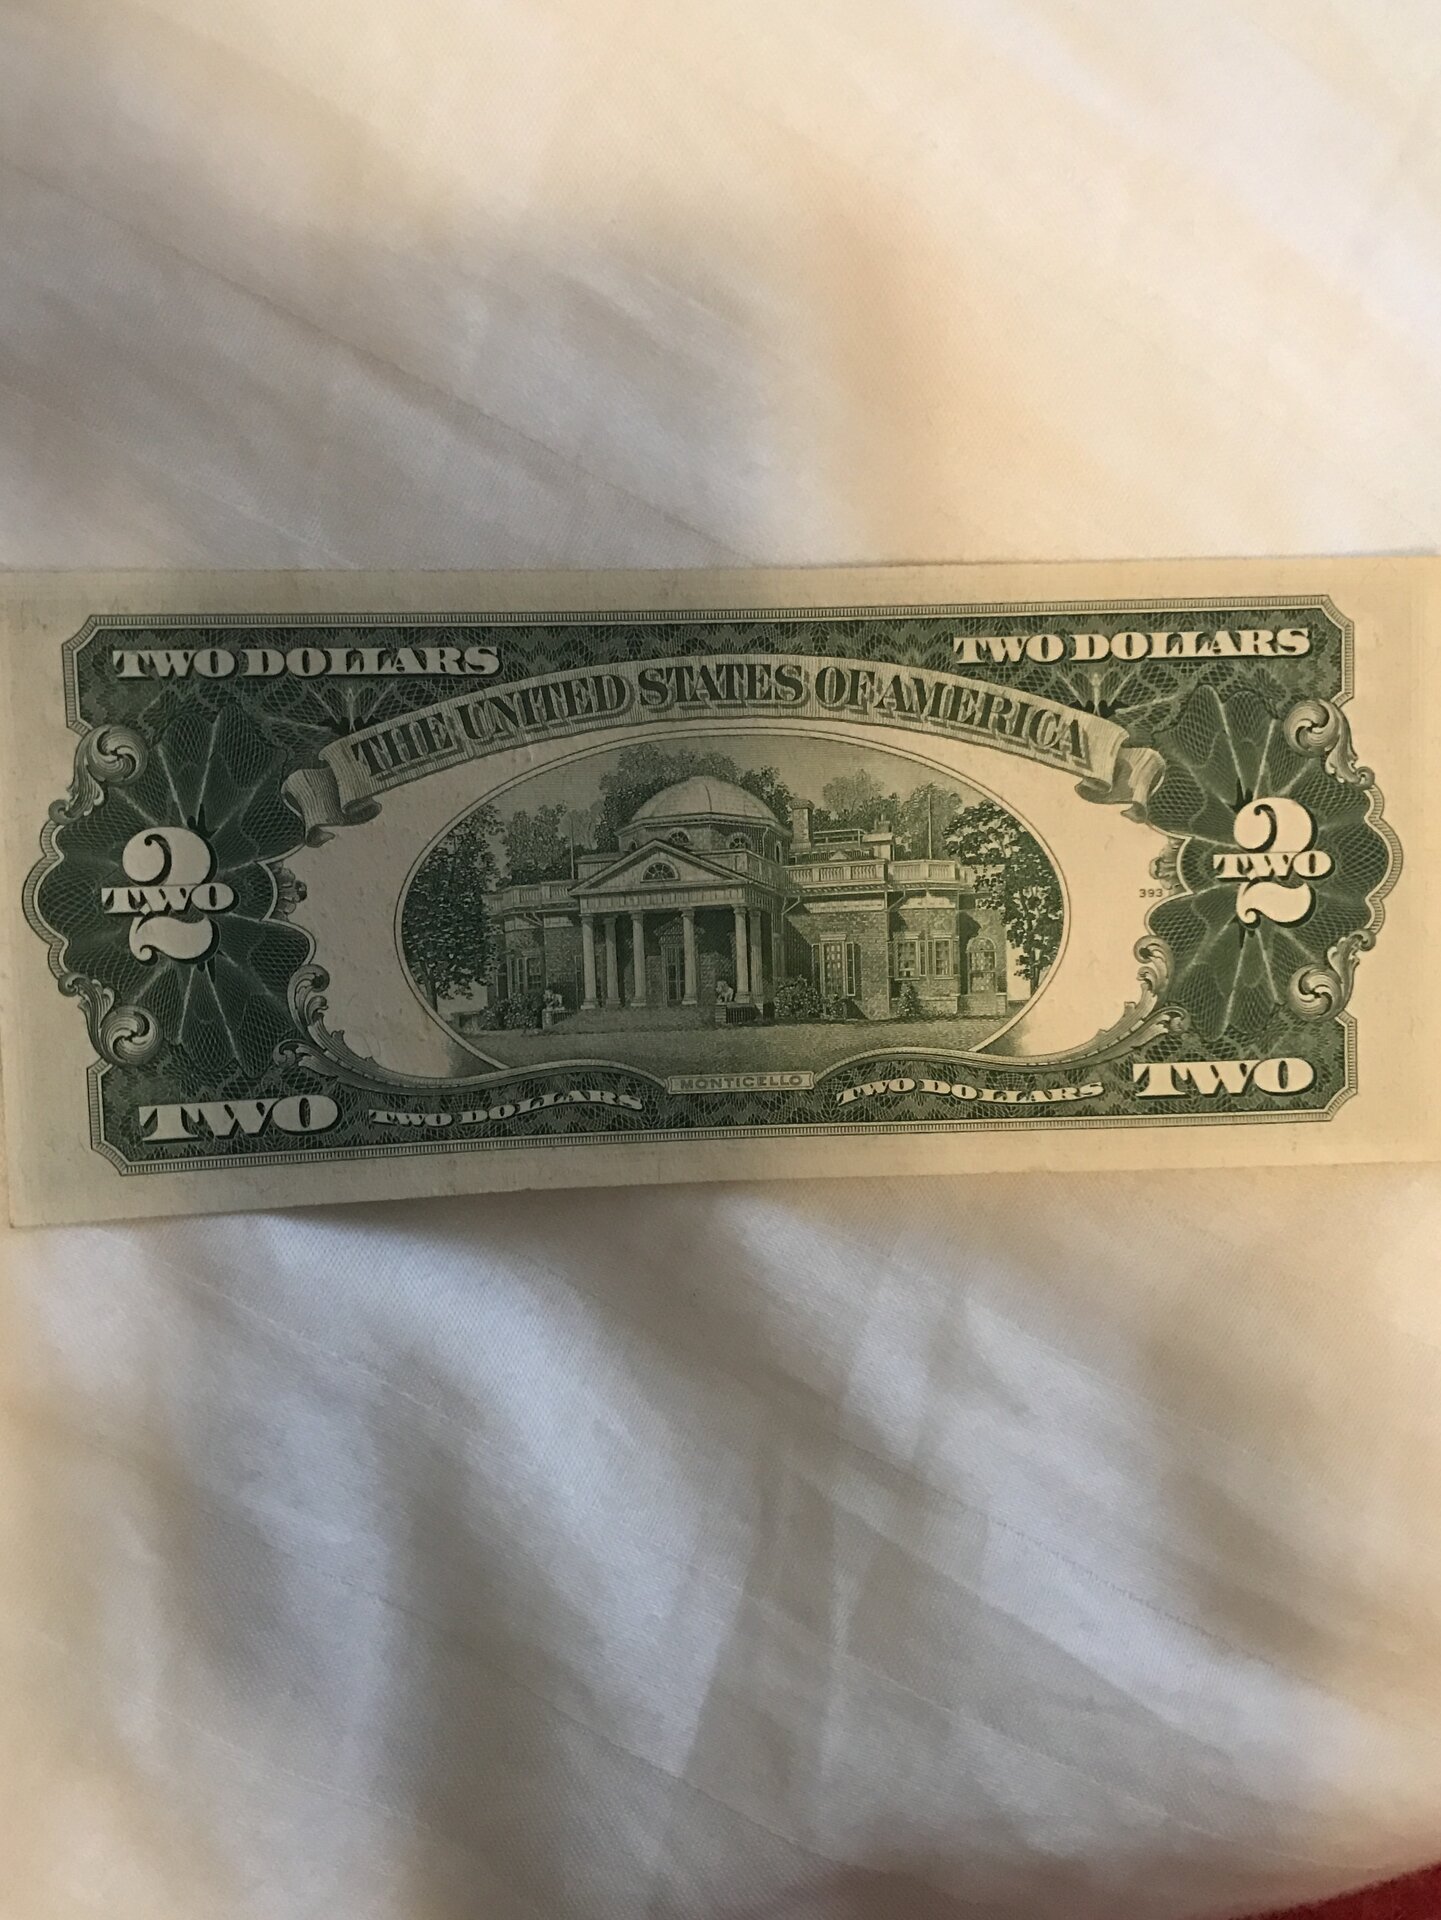 TWO DOLLARS
TWO DOLLARS
THE UNITED STATES OF AMERICA
2
TWO
2
TWO
TWO
TWO DOLLARS
MONTICELLO
TWO DOLLARS
TWO